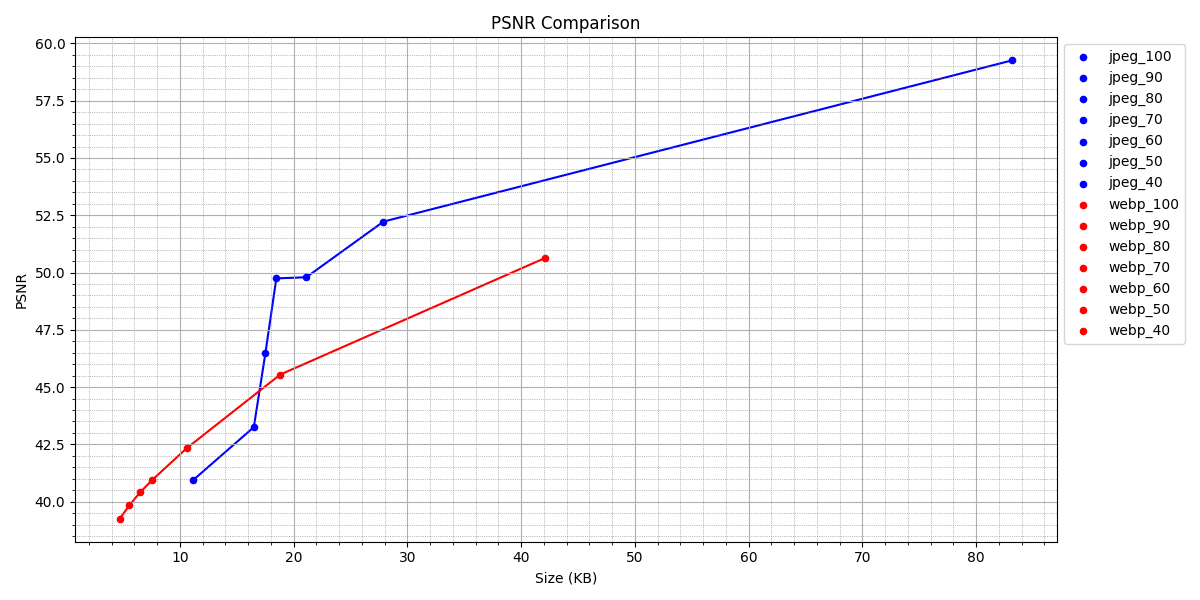 PSNR Comparison
60.0
57.5
55.0
52.5
50.0
47.5
45.0
42.5
40.0
PSNR
10 20 30 40 50 60 70 80
Size (KB)
jpeg_100
jpeg_90
jpeg_80
jpeg_70
jpeg_60
jpeg_50
jpeg_40
webp_100
webp_90
webp_80
webp_70
webp_60
webp_50
webp_40